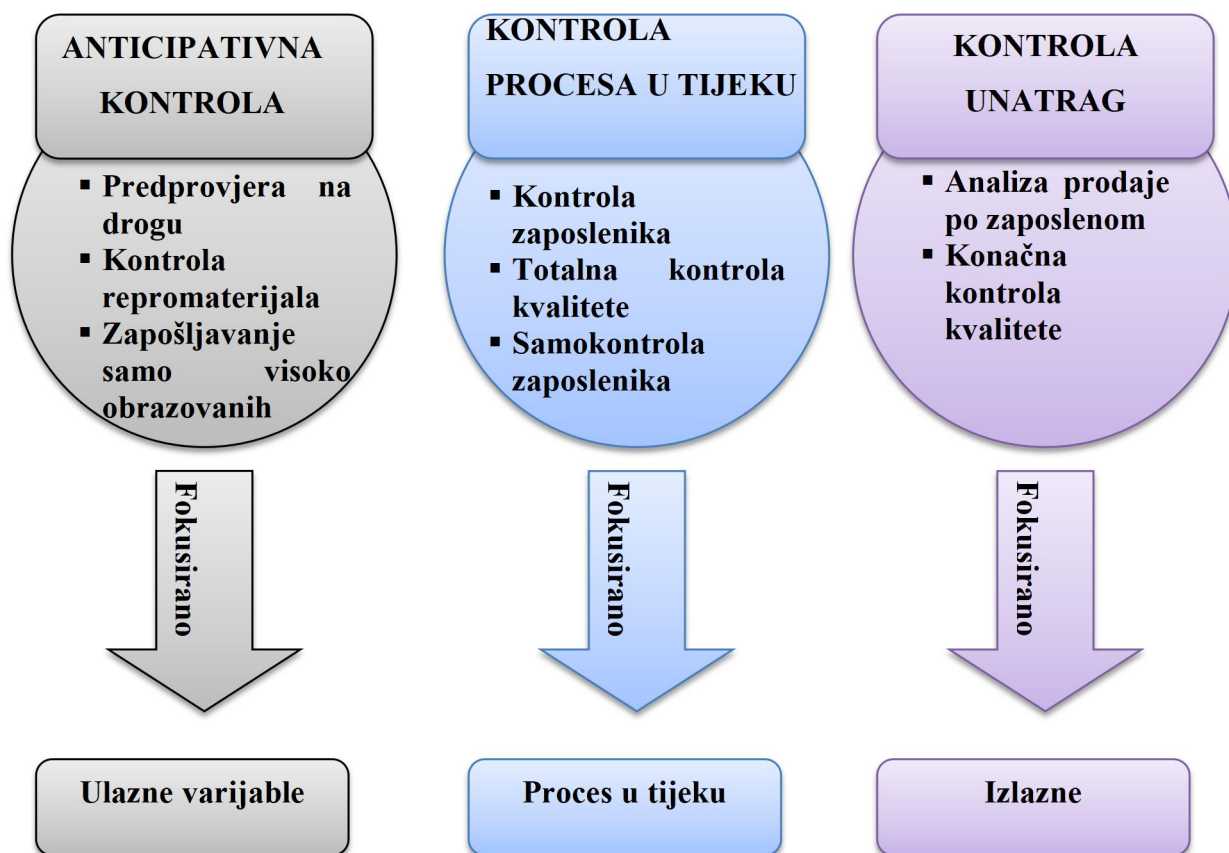 ANTICIPATIVNA
KONTROLA
▪ Predprovjera na
drogu
▪ Kontrola
repromaterijala
▪ Zapošljavanje
samo visoko
obrazovanih
Fokusirano
Ulazne varijable
KONTROLA
PROCESA U TIJEKU
▪ Kontrola
zaposlenika
▪ Totalna kontrola
kvalitete
▪ Samokontrola
zaposlenika
Fokusirano
Proces u tijeku
KONTROLA
UNATRAG
▪ Analiza prodaje
po zaposlenom
▪ Konačna
kontrola
kvalitete
Fokusirano
Izlazne